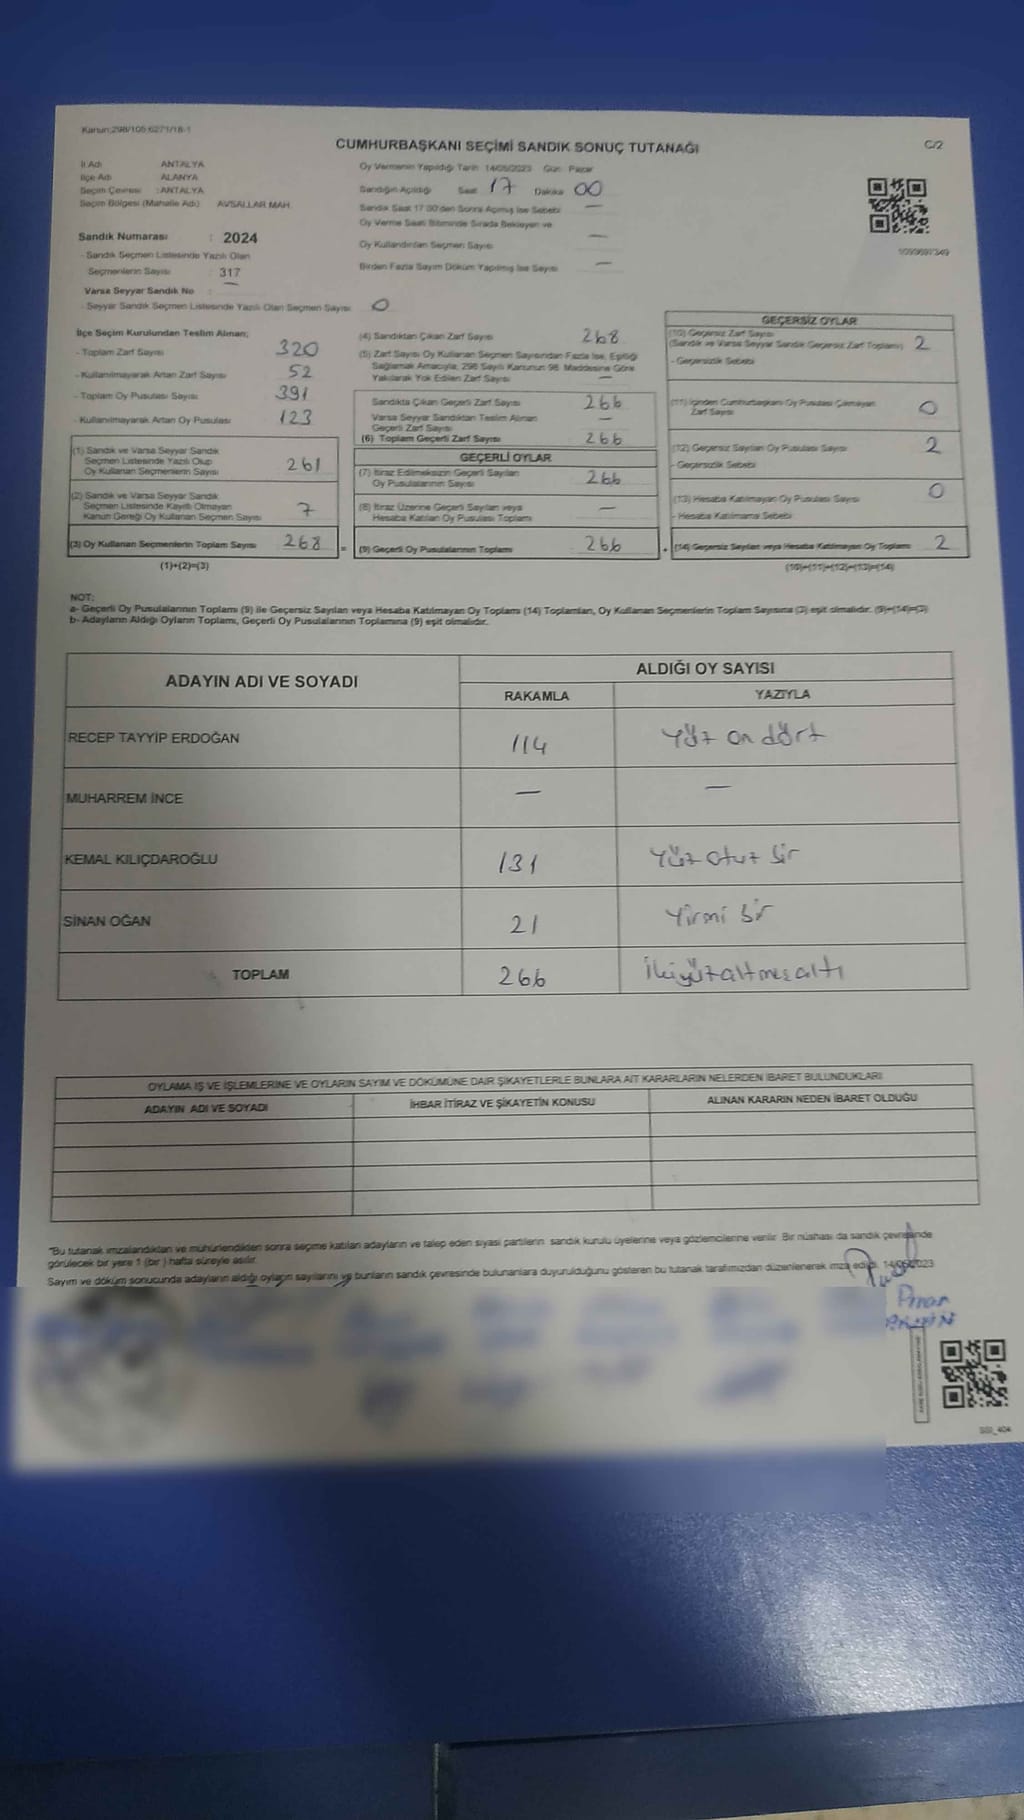 Kanun:298/105;6271/18-1
CUMHURBAŞKANI SEÇİMİ SANDIK SONUÇ TUTANAĞI
C/2
İl Adı ANTALYA
İlçe Adı ALANYA
Seçim Çevresi : ANTALYA
Seçim Bölgesi (Mahalle Adı) AVSALLAR MAH.
Oy Vermenin Yapıldığı Tarih 14/05/2023 Gün: Pazar
Sandığın Açıldığı Saat 17 Dakika 00
Sandık Saat 17.00'den Sonra Açılmış İse Sebebi —
Oy Verme Saati Bitiminde Sırada Bekleyen ve
Oy Kullandırılan Seçmen Sayısı —
Birden Fazla Sayım Döküm Yapılmış İse Sayısı —
Sandık Numarası : 2024
- Sandık Seçmen Listesinde Yazılı Olan
Seçmenlerin Sayısı : 317
Varsa Seyyar Sandık No —
- Seyyar Sandık Seçmen Listesinde Yazılı Olan Seçmen Sayısı 0
İlçe Seçim Kurulundan Teslim Alınan;
- Toplam Zarf Sayısı 320
- Kullanılmayarak Artan Zarf Sayısı 52
- Toplam Oy Pusulası Sayısı 391
- Kullanılmayarak Artan Oy Pusulası 123
(1) Sandık ve Varsa Seyyar Sandık
Seçmen Listesinde Yazılı Olup
Oy Kullanan Seçmenlerin Sayısı 261
(2) Sandık ve Varsa Seyyar Sandık
Seçmen Listesinde Kayıtlı Olmayan
Kanun Gereği Oy Kullanan Seçmen Sayısı 7
(3) Oy Kullanan Seçmenlerin Toplam Sayısı 268
(1)+(2)=(3)
(4) Sandıktan Çıkan Zarf Sayısı 268
(5) Zarf Sayısı Oy Kullanan Seçmen Sayısından Fazla İse, Eşitliği
Sağlamak Amacıyla, 298 Sayılı Kanunun 98. Maddesine Göre
Yakılarak Yok Edilen Zarf Sayısı —
Sandıkta Çıkan Geçerli Zarf Sayısı 266
Varsa Seyyar Sandıktan Teslim Alınan
Geçerli Zarf Sayısı —
(6) Toplam Geçerli Zarf Sayısı 266
GEÇERLİ OYLAR
(7) İtiraz Edilmeksizin Geçerli Sayılan
Oy Pusulalarının Sayısı 266
(8) İtiraz Üzerine Geçerli Sayılan veya
Hesaba Katılan Oy Pusulası Toplamı —
= (9) Geçerli Oy Pusulalarının Toplamı 266
GEÇERSİZ OYLAR
(10) Geçersiz Zarf Sayısı
(Sandık ve Varsa Seyyar Sandık Geçersiz Zarf Toplamı) 2
- Geçersizlik Sebebi
(11) İçinden Cumhurbaşkanı Oy Pusulası Çıkmayan
Zarf Sayısı 0
(12) Geçersiz Sayılan Oy Pusulası Sayısı 2
- Geçersizlik Sebebi
(13) Hesaba Katılmayan Oy Pusulası Sayısı 0
- Hesaba Katılmama Sebebi
+ (14) Geçersiz Sayılan veya Hesaba Katılmayan Oy Toplamı 2
(10)+(11)+(12)+(13)=(14)
NOT:
a- Geçerli Oy Pusulalarının Toplamı (9) ile Geçersiz Sayılan veya Hesaba Katılmayan Oy Toplamı (14) Toplamları, Oy Kullanan Seçmenlerin Toplam Sayısına (3) eşit olmalıdır. (9)+(14)=(3)
b- Adayların Aldığı Oyların Toplamı, Geçerli Oy Pusulalarının Toplamına (9) eşit olmalıdır.
ADAYIN ADI VE SOYADI
ALDIĞI OY SAYISI
RAKAMLA YAZIYLA
RECEP TAYYİP ERDOĞAN 114 Yüz on dört
MUHARREM İNCE — —
KEMAL KILIÇDAROĞLU 131 Yüz otuz bir
SİNAN OĞAN 21 Yirmi bir
TOPLAM 266 İkiyüzaltmışaltı
OYLAMA İŞ VE İŞLEMLERİNE VE OYLARIN SAYIM VE DÖKÜMÜNE DAİR ŞİKAYETLERLE BUNLARA AİT KARARLARIN NELERDEN İBARET BULUNDUKLARI
ADAYIN ADI VE SOYADI İHBAR İTİRAZ VE ŞİKAYETİN KONUSU ALINAN KARARIN NEDEN İBARET OLDUĞU
"Bu tutanak imzalandıktan ve mühürlendikten sonra seçime katılan adayların ve talep eden siyasi partilerin sandık kurulu üyelerine veya gözlemcilerine verilir. Bir nüshası da sandık çevresinde
görülecek bir yere 1 (bir) hafta süreyle asılır.
Sayım ve döküm sonucunda adayların aldığı oyların sayılarını ve bunların sandık çevresinde bulunanlara duyurulduğunu gösteren bu tutanak tarafımızdan düzenlenerek imza edildi. 14/05/2023
Pınar